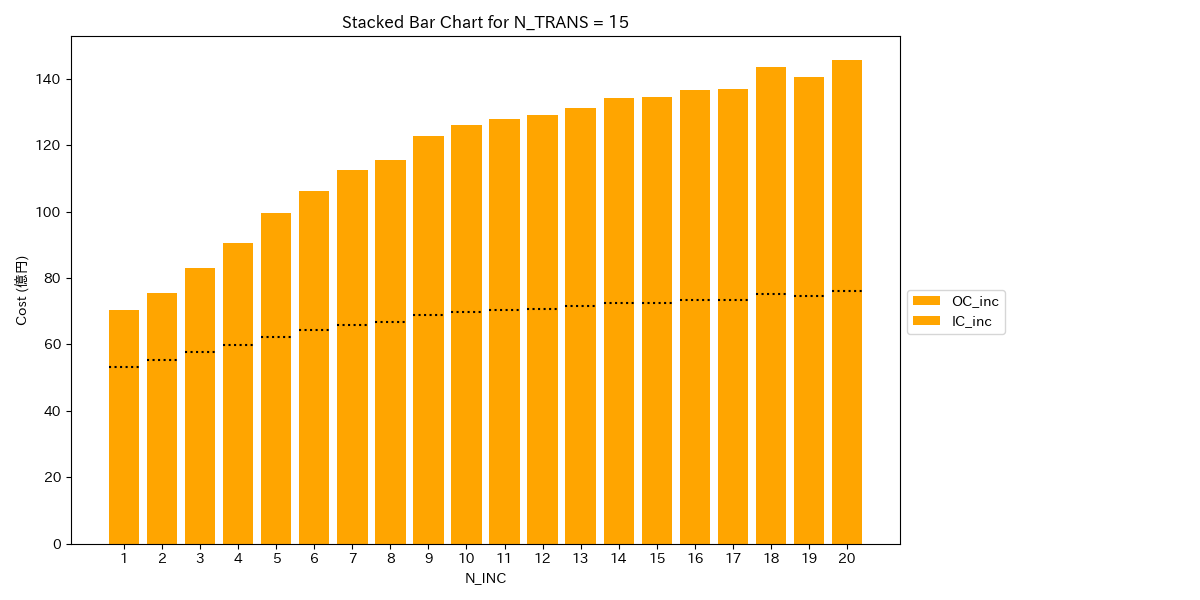 Stacked Bar Chart for N_TRANS = 15
Cost (億円)
140
120
100
80
60
40
20
0
1 2 3 4 5 6 7 8 9 10 11 12 13 14 15 16 17 18 19 20
N_INC
OC_inc
IC_inc